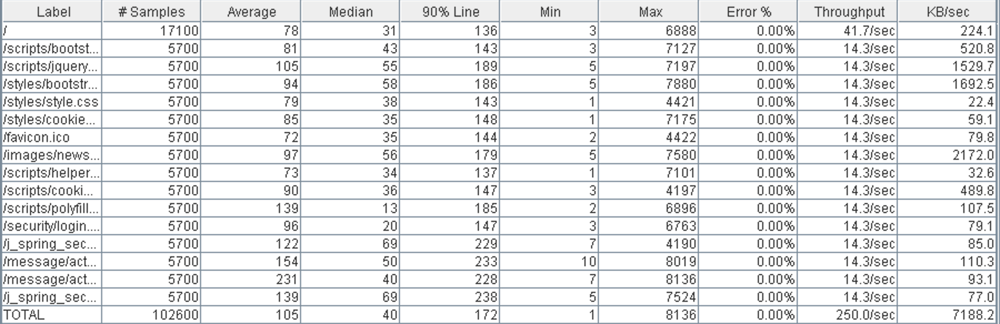 Label # Samples Average Median 90% Line Min Max Error % Throughput KB/sec
/ 17100 78 31 136 3 6888 0.00% 41.7/sec 224.1
/scripts/bootst... 5700 81 43 143 3 7127 0.00% 14.3/sec 520.8
/scripts/jquery... 5700 105 55 189 5 7197 0.00% 14.3/sec 1529.7
/styles/bootstr... 5700 94 58 186 5 7880 0.00% 14.3/sec 1692.5
/styles/style.css 5700 79 38 143 1 4421 0.00% 14.3/sec 22.4
/styles/cookie... 5700 85 35 148 1 7175 0.00% 14.3/sec 59.1
/favicon.ico 5700 72 35 144 2 4422 0.00% 14.3/sec 79.8
/images/news... 5700 97 56 179 5 7580 0.00% 14.3/sec 2172.0
/scripts/helper... 5700 73 34 137 1 7101 0.00% 14.3/sec 32.6
/scripts/cooki... 5700 90 36 147 3 4197 0.00% 14.3/sec 489.8
/scripts/polyfill... 5700 139 13 185 2 6896 0.00% 14.3/sec 107.5
/security/login.... 5700 96 20 147 3 6763 0.00% 14.3/sec 79.1
/j_spring_sec... 5700 122 69 229 7 4190 0.00% 14.3/sec 85.0
/message/act... 5700 154 50 233 10 8019 0.00% 14.3/sec 110.3
/message/act... 5700 231 40 228 7 8136 0.00% 14.3/sec 93.1
/j_spring_sec... 5700 139 69 238 5 7524 0.00% 14.3/sec 77.0
TOTAL 102600 105 40 172 1 8136 0.00% 250.0/sec 7188.2